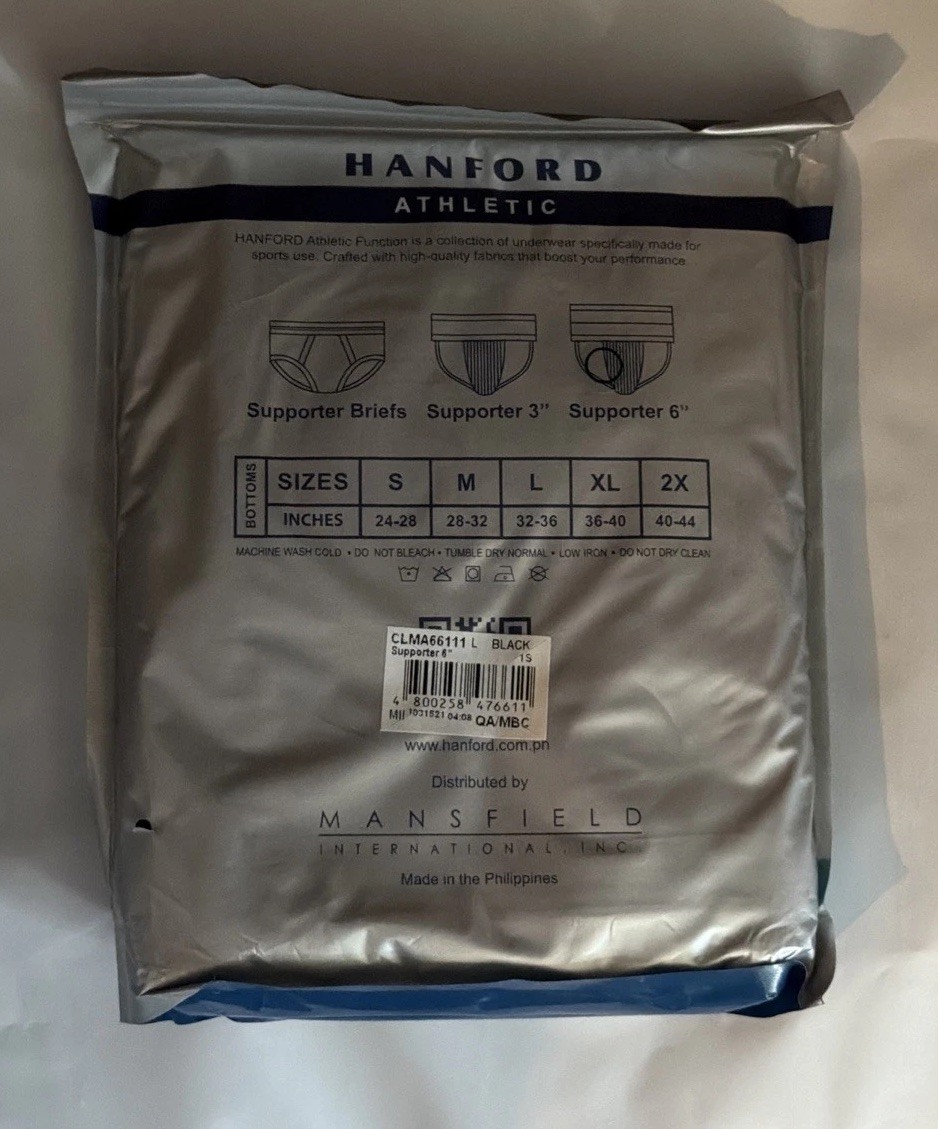 HANFORD
ATHLETIC
HANFORD Athletic Function is a collection of underwear specifically made for
sports use. Crafted with high-quality fabrics that boost your performance.
Supporter Briefs Supporter 3" Supporter 6"
BOTTOMS
SIZES S M L XL 2X
INCHES 24-28 28-32 32-36 36-40 40-44
MACHINE WASH COLD • DO NOT BLEACH • TUMBLE DRY NORMAL • LOW IRON • DO NOT DRY CLEAN
CLMA66111 L BLACK
Supporter 6" 1S
4 800258 476611
MII 1031521 04:08 QA/MBC
www.hanford.com.ph
Distributed by
MANSFIELD
INTERNATIONAL, INC
Made in the Philippines